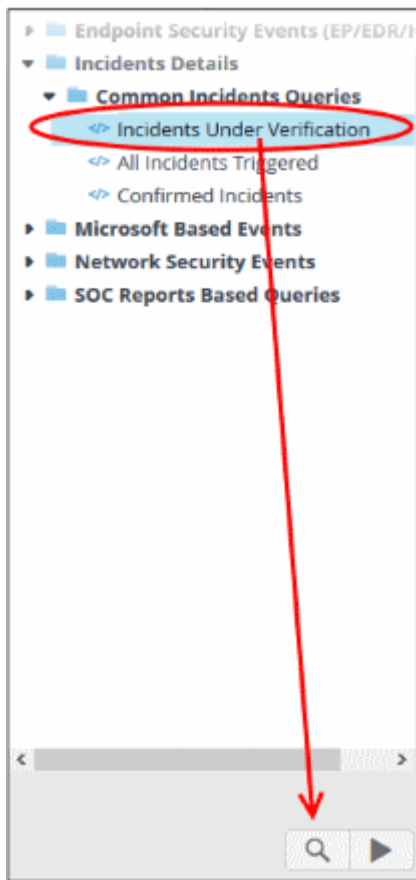 Endpoint Security Events (EP/EDR/
Incidents Details
Common Incidents Queries
Incidents Under Verification
All Incidents Triggered
Confirmed Incidents
Microsoft Based Events
Network Security Events
SOC Reports Based Queries